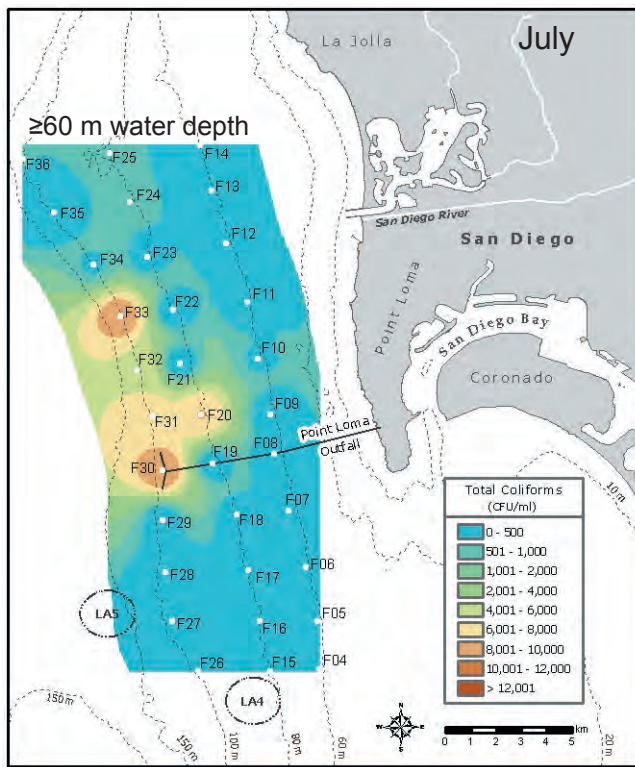 La Jolla
July
≥60 m water depth
F36
F25
F14
F24
F13
F35
San Diego River
F12
San Diego
F23
F34
F22
F11
Point Loma
F33
San Diego Bay
F10
F32
F21
Coronado
F31
F20
F09
Point Loma
Outfall
F08
F30
F19
10 m
F29
F18
F07
F28
F17
F06
LA5
F27
F16
F05
F26
F15
F04
LA4
150 m
150 m
100 m
80 m
60 m
20 m
Total Coliforms
(CFU/ml)
0 - 500
501 - 1,000
1,001 - 2,000
2,001 - 4,000
4,001 - 6,000
6,001 - 8,000
8,001 - 10,000
10,001 - 12,000
> 12,001
N
W E
S
0 1 2 3 4 5
km